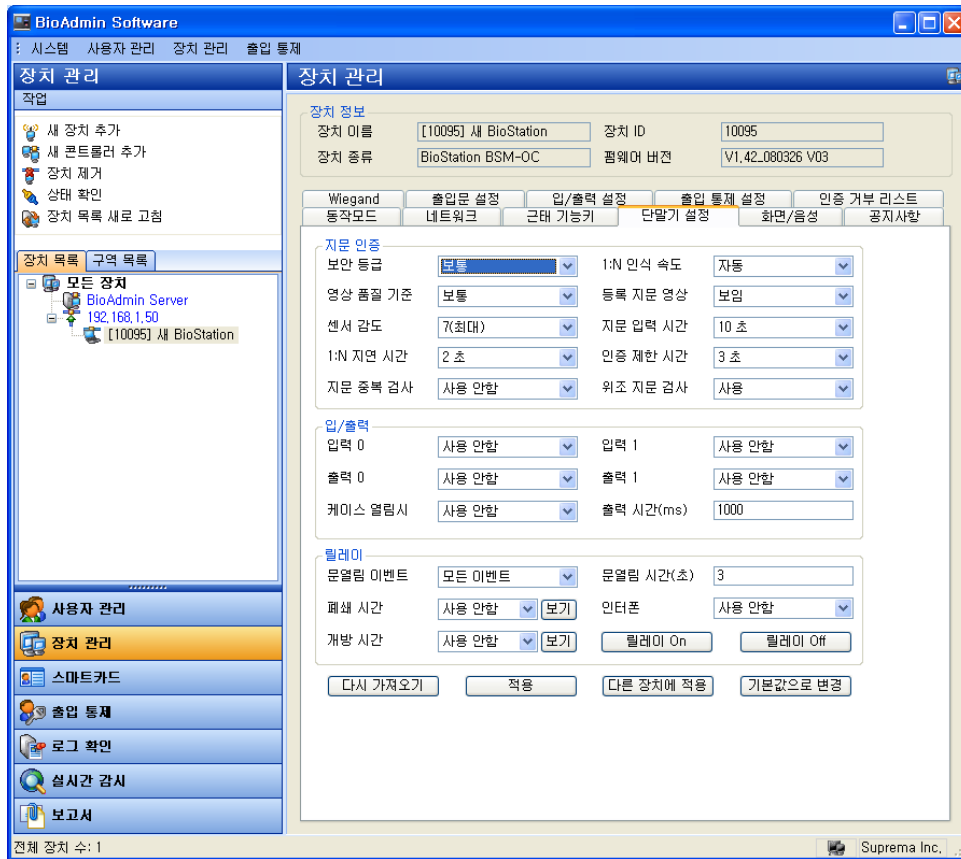 BioAdmin Software
시스템 사용자 관리 장치 관리 출입 통제
장치 관리
작업
새 장치 추가
새 콘트롤러 추가
장치 제거
상태 확인
장치 목록 새로 고침
장치 목록 구역 목록
모든 장치
BioAdmin Server
192.168.1.50
[10095] 새 BioStation
사용자 관리
장치 관리
스마트카드
출입 통제
로그 확인
실시간 감시
보고서
장치 관리
장치 정보
장치 이름 [10095] 새 BioStation 장치 ID 10095
장치 종류 BioStation BSM-OC 펌웨어 버전 V1.42_080326 V03
Wiegand 출입문 설정 입/출력 설정 출입 통제 설정 인증 거부 리스트
동작모드 네트워크 근태 기능키 단말기 설정 화면/음성 공지사항
지문 인증
보안 등급 보통 1:N 인식 속도 자동
영상 품질 기준 보통 등록 지문 영상 보임
센서 감도 7(최대) 지문 입력 시간 10 초
1:N 지연 시간 2 초 인증 제한 시간 3 초
지문 중복 검사 사용 안함 위조 지문 검사 사용
입/출력
입력 0 사용 안함 입력 1 사용 안함
출력 0 사용 안함 출력 1 사용 안함
케이스 열림시 사용 안함 출력 시간(ms) 1000
릴레이
문열림 이벤트 모든 이벤트 문열림 시간(초) 3
폐쇄 시간 사용 안함 보기 인터폰 사용 안함
개방 시간 사용 안함 보기 릴레이 On 릴레이 Off
다시 가져오기 적용 다른 장치에 적용 기본값으로 변경
전체 장치 수: 1 Suprema Inc.